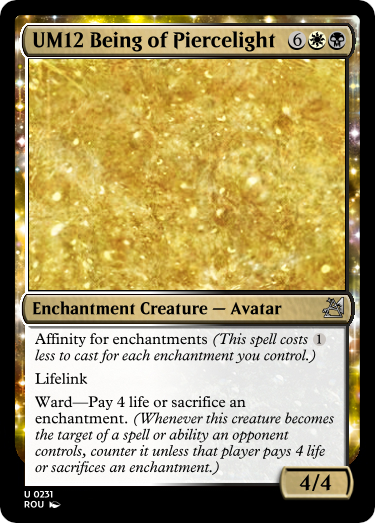 UM12 Being of Piercelight 6
Enchantment Creature — Avatar
Affinity for enchantments (This spell costs 1
less to cast for each enchantment you control.)
Lifelink
Ward—Pay 4 life or sacrifice an
enchantment. (Whenever this creature becomes
the target of a spell or ability an opponent
controls, counter it unless that player pays 4 life
or sacrifices an enchantment.)
4/4
U 0231
ROU